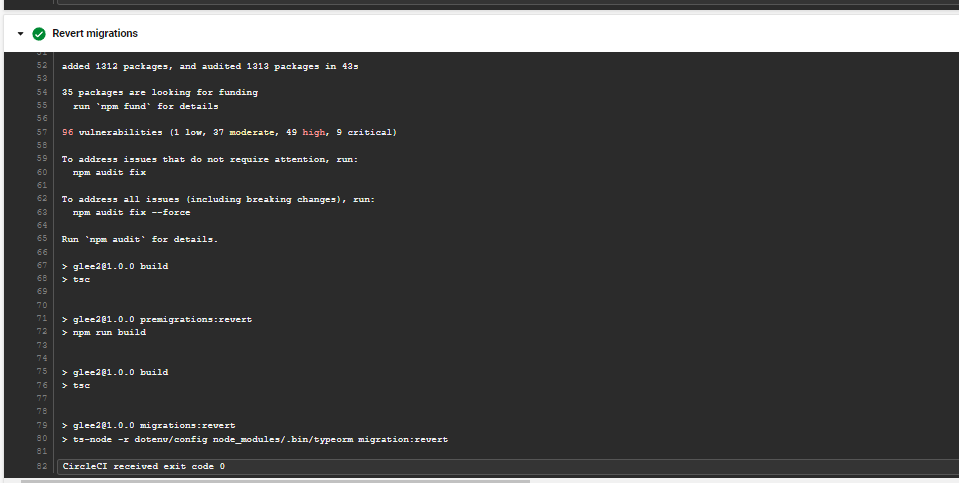 Revert migrations
51
52 added 1312 packages, and audited 1313 packages in 43s
53
54 35 packages are looking for funding
55 run `npm fund` for details
56
57 96 vulnerabilities (1 low, 37 moderate, 49 high, 9 critical)
58
59 To address issues that do not require attention, run:
60 npm audit fix
61
62 To address all issues (including breaking changes), run:
63 npm audit fix --force
64
65 Run `npm audit` for details.
66
67 > glee2@1.0.0 build
68 > tsc
69
70
71 > glee2@1.0.0 premigrations:revert
72 > npm run build
73
74
75 > glee2@1.0.0 build
76 > tsc
77
78
79 > glee2@1.0.0 migrations:revert
80 > ts-node -r dotenv/config node_modules/.bin/typeorm migration:revert
81
82 CircleCI received exit code 0